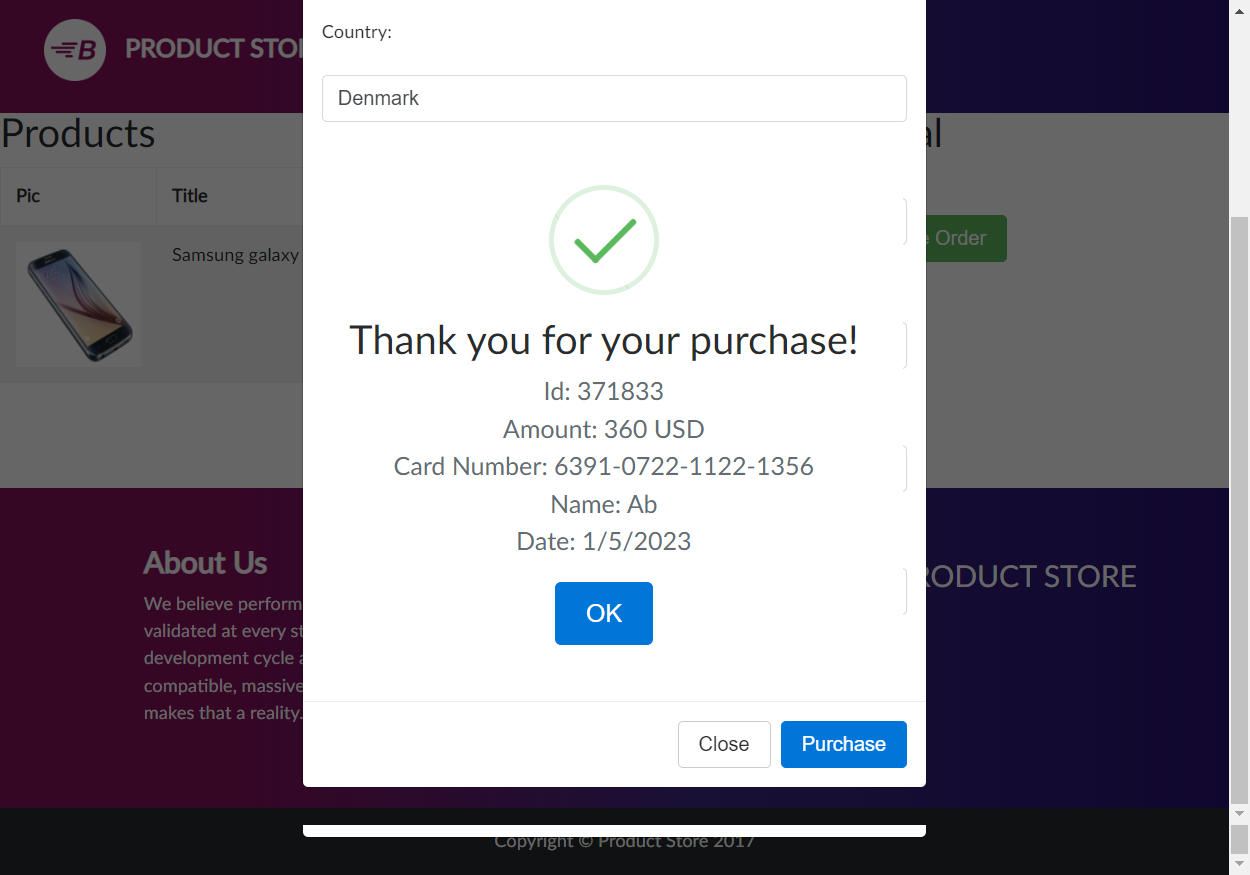 B PRODUCT STOR
Country:
Denmark
Products
al
Pic
Title
Samsung galaxy
e Order
Thank you for your purchase!
Id: 371833
Amount: 360 USD
Card Number: 6391-0722-1122-1356
Name: Ab
Date: 1/5/2023
OK
About Us
We believe perform
validated at every st
development cycle a
compatible, massive
makes that a reality.
RODUCT STORE
Close
Purchase
Copyright © Product Store 2017